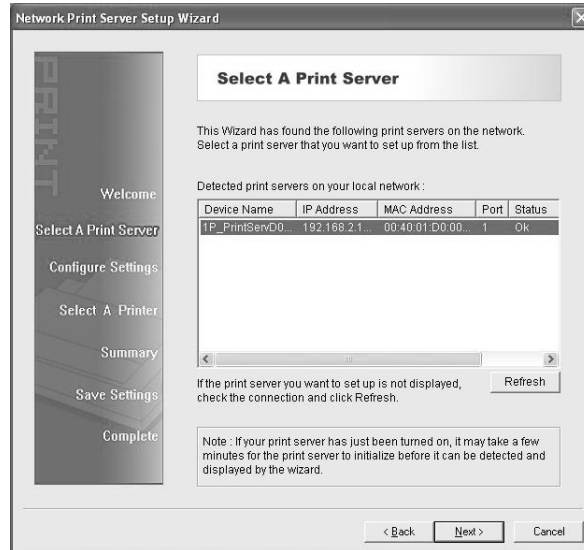 Network Print Server Setup Wizard
PRINT
Welcome
Select A Print Server
Configure Settings
Select A Printer
Summary
Save Settings
Complete
Select A Print Server
This Wizard has found the following print servers on the network.
Select a print server that you want to set up from the list.
Detected print servers on your local network :
Device Name IP Address MAC Address Port Status
1P_PrintServD0... 192.168.2.1... 00:40:01:D0:00... 1 Ok
If the print server you want to set up is not displayed,
check the connection and click Refresh.
Refresh
Note : If your print server has just been turned on, it may take a few
minutes for the print server to initialize before it can be detected and
displayed by the wizard.
< Back Next > Cancel